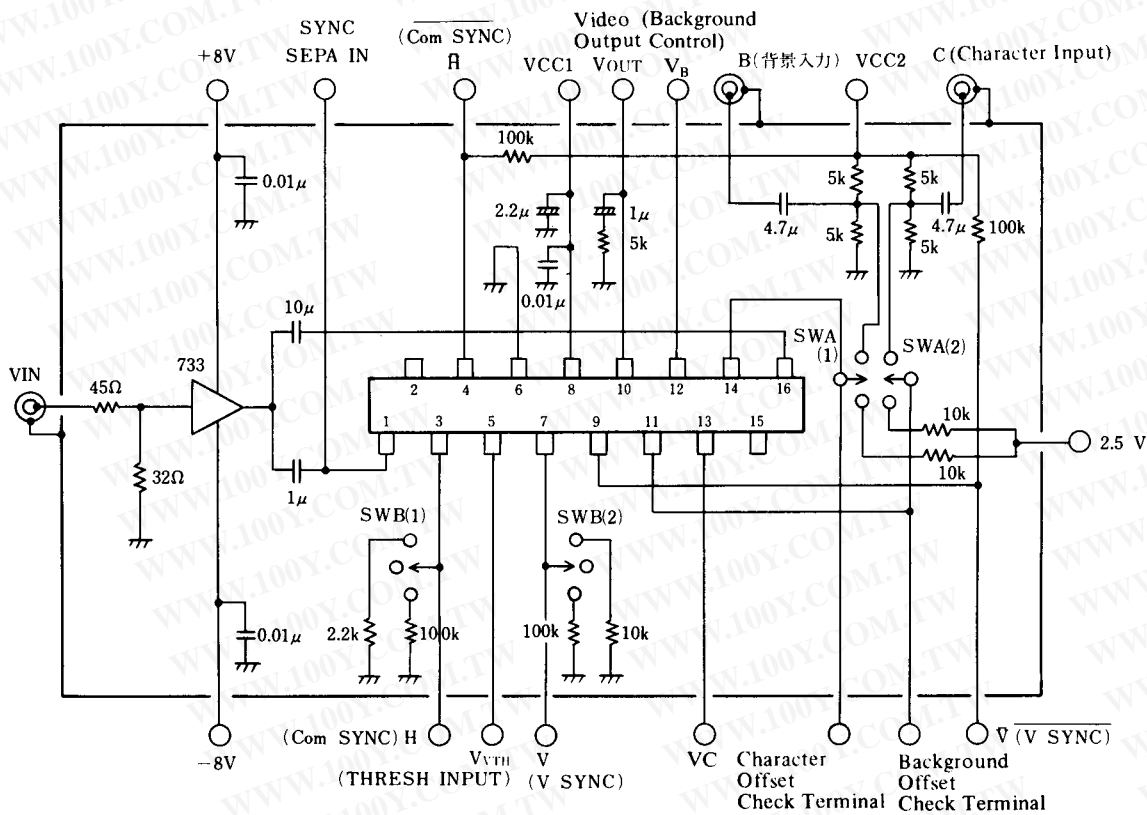 SYNC
SEPA IN
+8V
(Com SYNC)
H
VCC1
Video (Background
Output Control)
VOUT
VB
B(背景入力)
VCC2
C (Character Input)
100k
0.01μ
2.2μ
1μ
5k
0.01μ
5k
5k
4.7μ
4.7μ
5k
5k
100k
10μ
SWA
(1)
SWA(2)
733
VIN
45Ω
32Ω
1μ
2 4 6 8 10 12 14 16
1 3 5 7 9 11 13 15
10k
10k
2.5 V
SWB(1)
SWB(2)
2.2k
100k
100k
10k
0.01μ
-8V
(Com SYNC) H
VVTH
(THRESH INPUT)
V
(V SYNC)
VC
Character
Offset
Check Terminal
Background
Offset
Check Terminal
V (V SYNC)
WWW.100Y.COM.TW